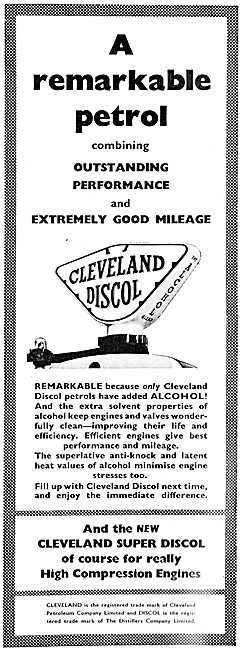 A
remarkable
petrol
combining
OUTSTANDING
PERFORMANCE
and
EXTREMELY GOOD MILEAGE
CLEVELAND
DISCOL
ALCOHOL
REMARKABLE because only Cleveland
Discol petrols have added ALCOHOL!
And the extra solvent properties of
alcohol keep engines and valves wonder-
fully clean—improving their life and
efficiency. Efficient engines give best
performance and mileage.
The superlative anti-knock and latent
heat values of alcohol minimise engine
stresses too.
Fill up with Cleveland Discol next time,
and enjoy the immediate difference.
And the NEW
CLEVELAND SUPER DISCOL
of course for really
High Compression Engines
CLEVELAND is the registered trade mark of Cleveland
Petroleum Company Limited and DISCOL is the regis-
tered trade mark of The Distillers Company Limited.